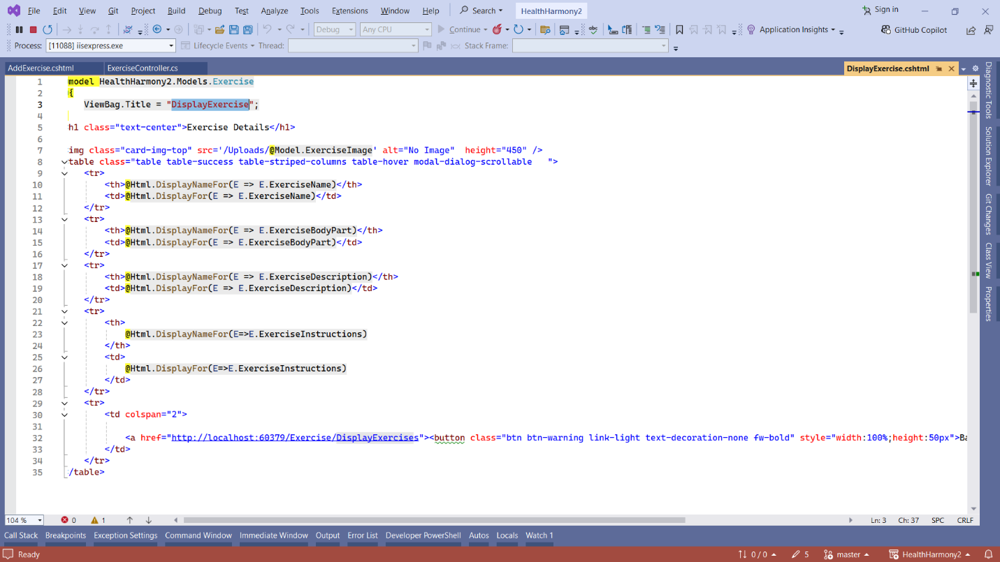 File Edit View Git Project Build Debug Test Analyze Tools Extensions Window Help Search HealthHarmony2 Sign in
Debug Any CPU Continue Application Insights GitHub Copilot
Process: [11088] iisexpress.exe Lifecycle Events Thread: Stack Frame:
AddExercise.cshtml ExerciseController.cs DisplayExercise.cshtml
1 model HealthHarmony2.Models.Exercise
2 {
3 ViewBag.Title = "DisplayExercise";
4
5 h1 class="text-center">Exercise Details</h1>
6
7 img class="card-img-top" src='/Uploads/@Model.ExerciseImage' alt="No Image" height="450" />
8 table class="table table-success table-striped-columns table-hover modal-dialog-scrollable ">
9 <tr>
10 <th>@Html.DisplayNameFor(E => E.ExerciseName)</th>
11 <td>@Html.DisplayFor(E => E.ExerciseName)</td>
12 </tr>
13 <tr>
14 <th>@Html.DisplayNameFor(E => E.ExerciseBodyPart)</th>
15 <td>@Html.DisplayFor(E => E.ExerciseBodyPart)</td>
16 </tr>
17 <tr>
18 <th>@Html.DisplayNameFor(E => E.ExerciseDescription)</th>
19 <td>@Html.DisplayFor(E => E.ExerciseDescription)</td>
20 </tr>
21 <tr>
22 <th>
23 @Html.DisplayNameFor(E=>E.ExerciseInstructions)
24 </th>
25 <td>
26 @Html.DisplayFor(E=>E.ExerciseInstructions)
27 </td>
28 </tr>
29 <tr>
30 <td colspan="2">
31
32 <a href="http://localhost:60379/Exercise/DisplayExercises"><button class="btn btn-warning link-light text-decoration-none fw-bold" style="width:100%;height:50px">Ba
33 </td>
34 </tr>
35 /table>
Diagnostic Tools
Solution Explorer
Git Changes
Class View
Properties
104 % 0 1 Ln: 3 Ch: 37 SPC CRLF
Call Stack Breakpoints Exception Settings Command Window Immediate Window Output Error List Developer PowerShell Autos Locals Watch 1
Ready 0 / 0 5 master HealthHarmony2